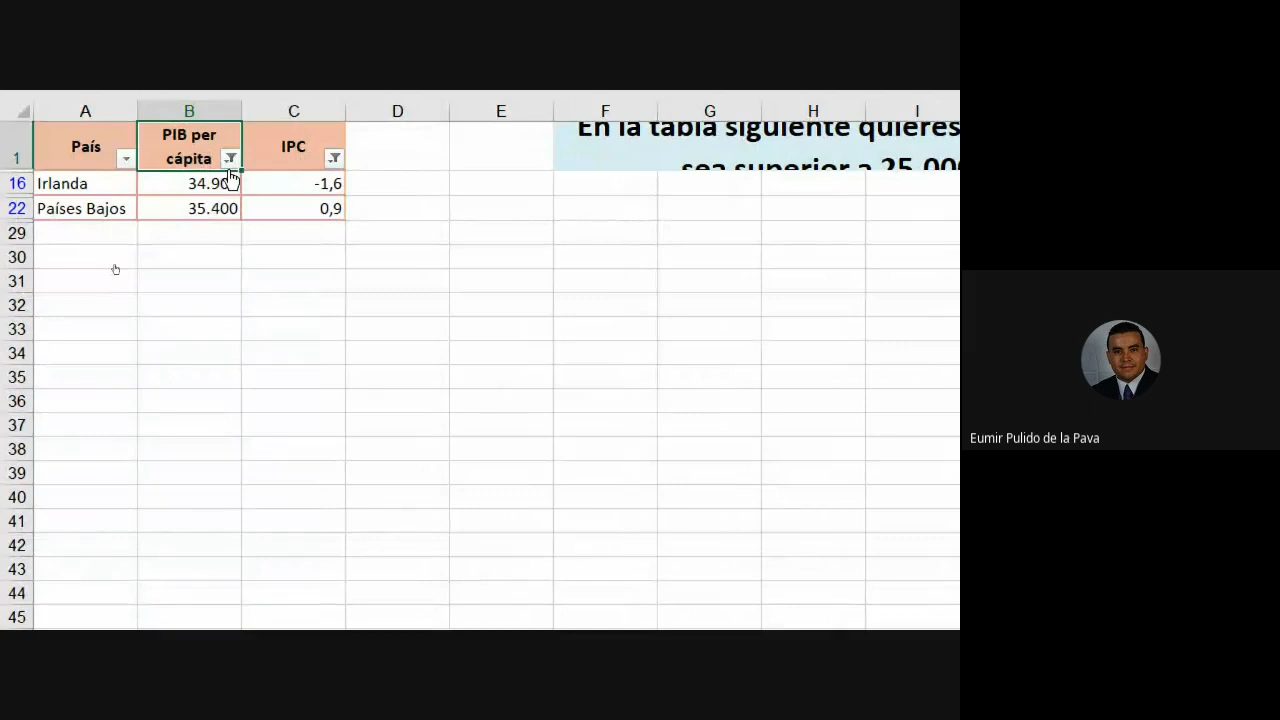 A B C D E F G H I
1 País PIB per cápita IPC En la tabla siguiente quieres
sea superior a 25.000
16 Irlanda 34.900 -1,6
22 Países Bajos 35.400 0,9
29
30
31
32
33
34
35
36
37
38
39
40
41
42
43
44
45
Eumir Pulido de la Pava